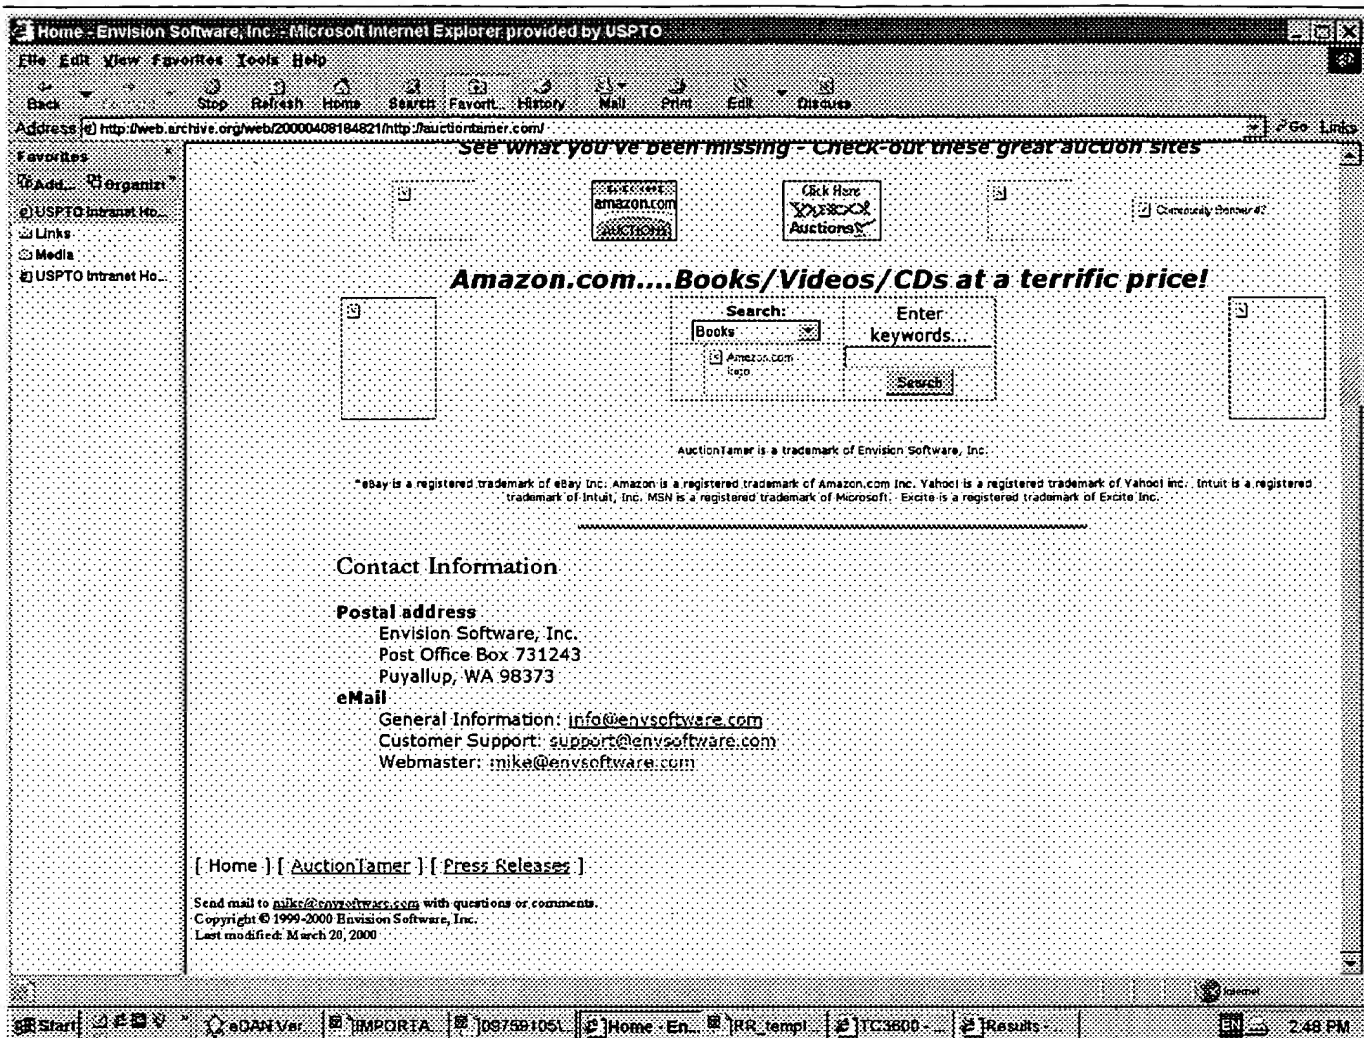 Home - Envision Software, Inc. - Microsoft Internet Explorer provided by USPTO
File Edit View Favorites Tools Help
Back Stop Refresh Home Search Favorit... History Mail Print Edit Discuss
Address http://web.archive.org/web/20000408184821/http://auctiontamer.com/ Go Links
Favorites
Add... Organize
USPTO Intranet Ho...
Links
Media
USPTO Intranet Ho...
See what you've been missing - Check-out these great auction sites
amazon.com
AUCTIONS
Click Here
Auctions
Community Banner #2
Amazon.com....Books/Videos/CDs at a terrific price!
Search:
Books
Amazon.com logo
Enter keywords...
Search
AuctionTamer is a trademark of Envision Software, Inc.
*eBay is a registered trademark of eBay Inc. Amazon is a registered trademark of Amazon.com Inc. Yahoo! is a registered trademark of Yahoo! Inc. Intuit is a registered
trademark of Intuit, Inc. MSN is a registered trademark of Microsoft. Excite is a registered trademark of Excite Inc.
Contact Information
Postal address
Envision Software, Inc.
Post Office Box 731243
Puyallup, WA 98373
eMail
General Information: info@envsoftware.com
Customer Support: support@envsoftware.com
Webmaster: mike@envsoftware.com
[ Home ] [ AuctionTamer ] [ Press Releases ]
Send mail to mike@envsoftware.com with questions or comments.
Copyright © 1999-2000 Envision Software, Inc.
Last modified: March 20, 2000
Internet
Start eDAN Ver... IMPORTA... 09759105\... Home - En... RR_templ... TC3600 - ... Results - ... EN 2:48 PM